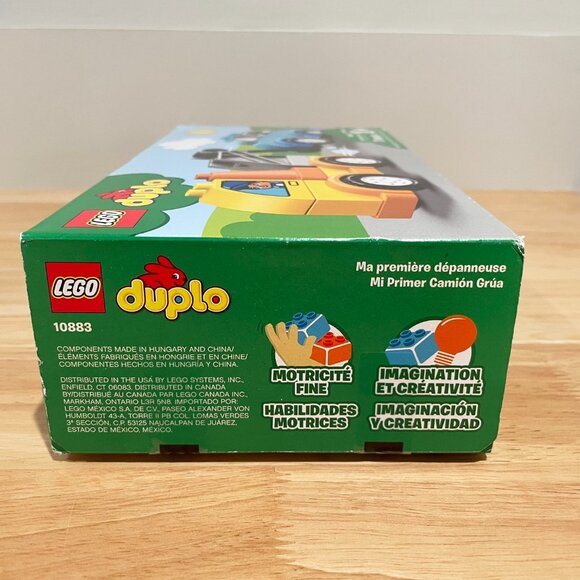 LEGO
duplo
LEGO
duplo
10883
Ma première dépanneuse
Mi Primer Camión Grúa
COMPONENTS MADE IN HUNGARY AND CHINA/
ÉLÉMENTS FABRIQUÉS EN HONGRIE ET EN CHINE/
COMPONENTES HECHOS EN HUNGRÍA Y CHINA.
DISTRIBUTED IN THE USA BY LEGO SYSTEMS, INC.,
ENFIELD, CT 06083. DISTRIBUTED IN CANADA
BY/DISTRIBUÉ AU CANADA PAR LEGO CANADA INC.,
MARKHAM, ONTARIO L3R 5N8. IMPORTADO POR:
LEGO MÉXICO S.A. DE C.V., PASEO ALEXANDER VON
HUMBOLDT 43-A, TORRE II PB COL. LOMAS VERDES
3ª SECCIÓN, C.P. 53125 NAUCALPAN DE JUÁREZ,
ESTADO DE MÉXICO, MÉXICO.
MOTRICITÉ
FINE
HABILIDADES
MOTRICES
IMAGINATION
ET CRÉATIVITÉ
IMAGINACIÓN
Y CREATIVIDAD